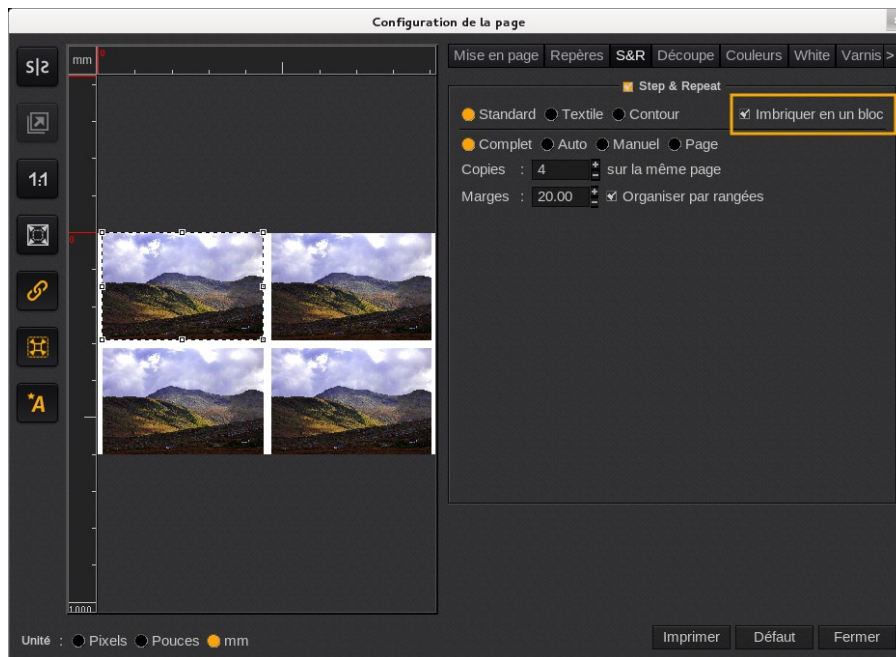 Configuration de la page
S|S
mm
0
Mise en page Repères S&R Découpe Couleurs White Varnis >
Step & Repeat
Standard Textile Contour Imbriquer en un bloc
Complet Auto Manuel Page
Copies : 4 sur la même page
Marges : 20.00 Organiser par rangées
1:1
0
*A
1000
Unité : Pixels Pouces mm
Imprimer Défaut Fermer